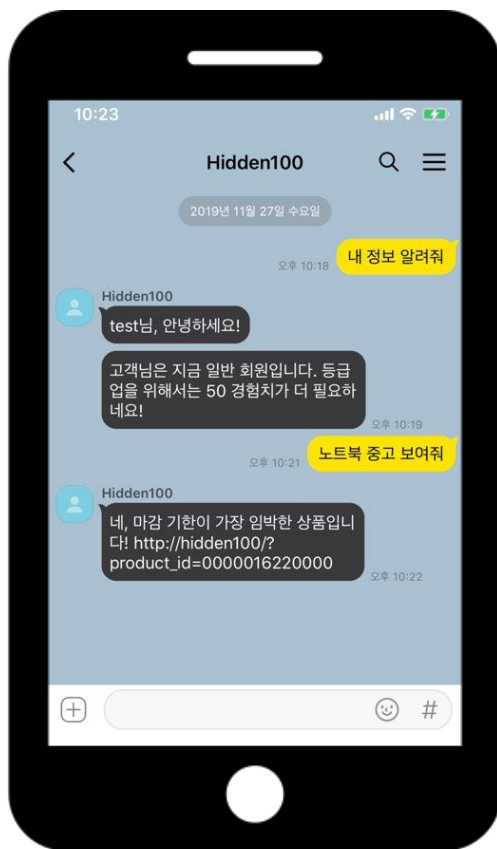 10:23
Hidden100
2019년 11월 27일 수요일
내 정보 알려줘
오후 10:18
Hidden100
test님, 안녕하세요!
고객님은 지금 일반 회원입니다. 등급
업을 위해서는 50 경험치가 더 필요하
네요!
오후 10:19
노트북 중고 보여줘
오후 10:21
Hidden100
네, 마감 기한이 가장 임박한 상품입니
다! http://hidden100/?
product_id=0000016220000
오후 10:22
#